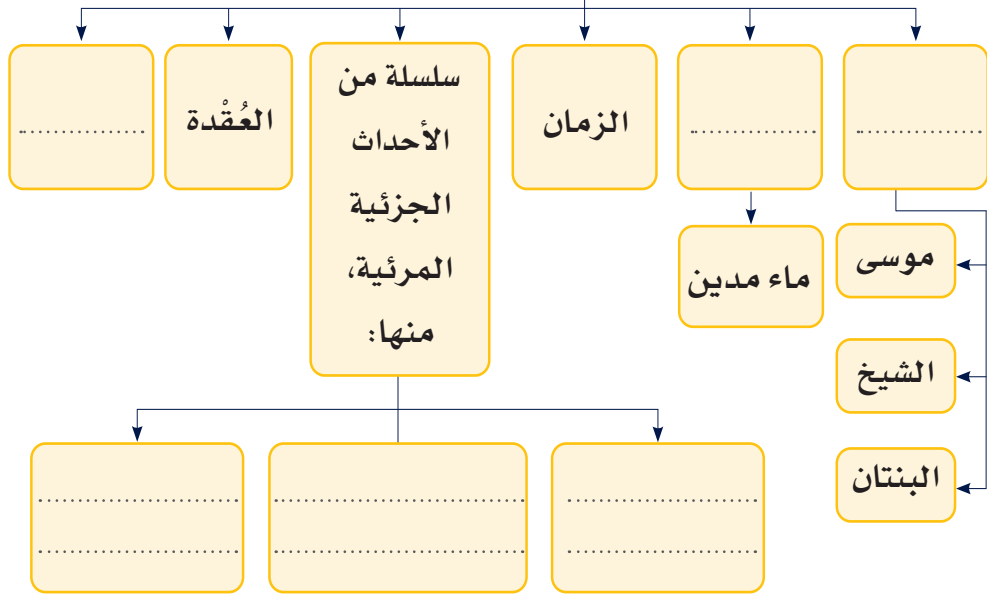 الزمان
سلسلة من
الأحداث
الجزئية
المرئية،
منها:
العُقْدة
ماء مدين
موسى
الشيخ
البنتان